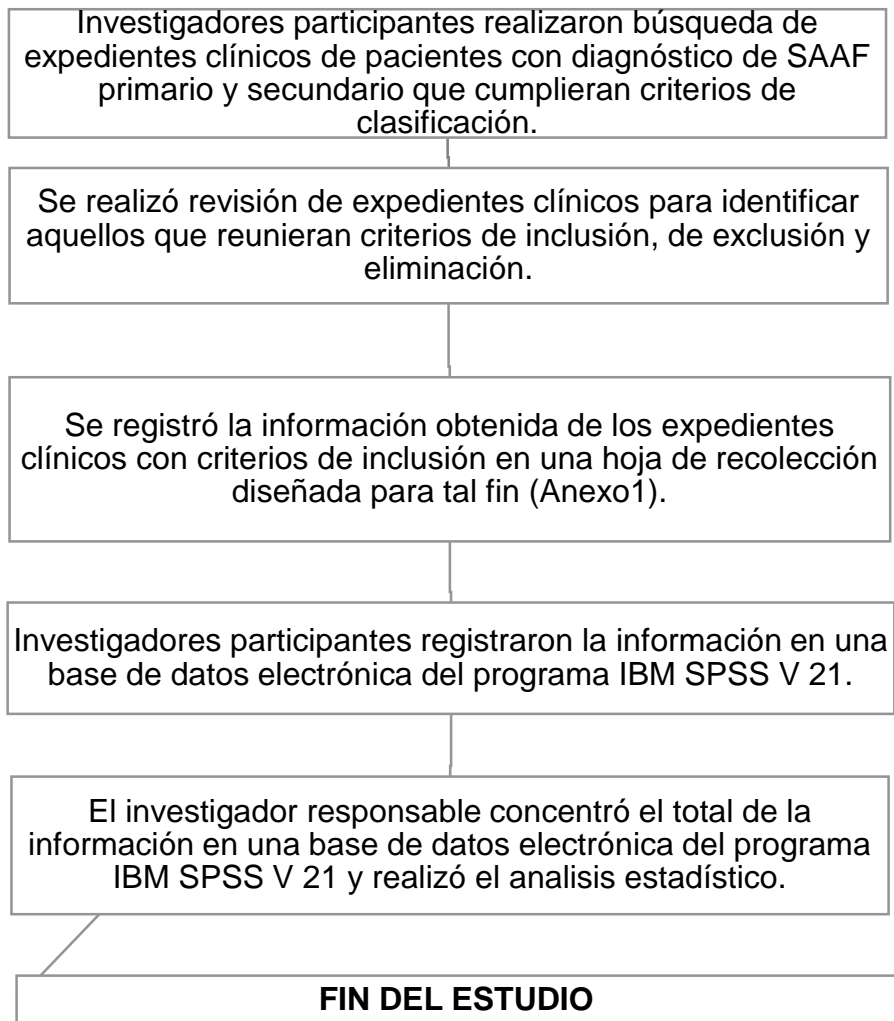 Investigadores participantes realizaron búsqueda de
expedientes clínicos de pacientes con diagnóstico de SAAF
primario y secundario que cumplieran criterios de
clasificación.
Se realizó revisión de expedientes clínicos para identificar
aquellos que reunieran criterios de inclusión, de exclusión y
eliminación.
Se registró la información obtenida de los expedientes
clínicos con criterios de inclusión en una hoja de recolección
diseñada para tal fin (Anexo1).
Investigadores participantes registraron la información en una
base de datos electrónica del programa IBM SPSS V 21.
El investigador responsable concentró el total de la
información en una base de datos electrónica del programa
IBM SPSS V 21 y realizó el analisis estadístico.
FIN DEL ESTUDIO